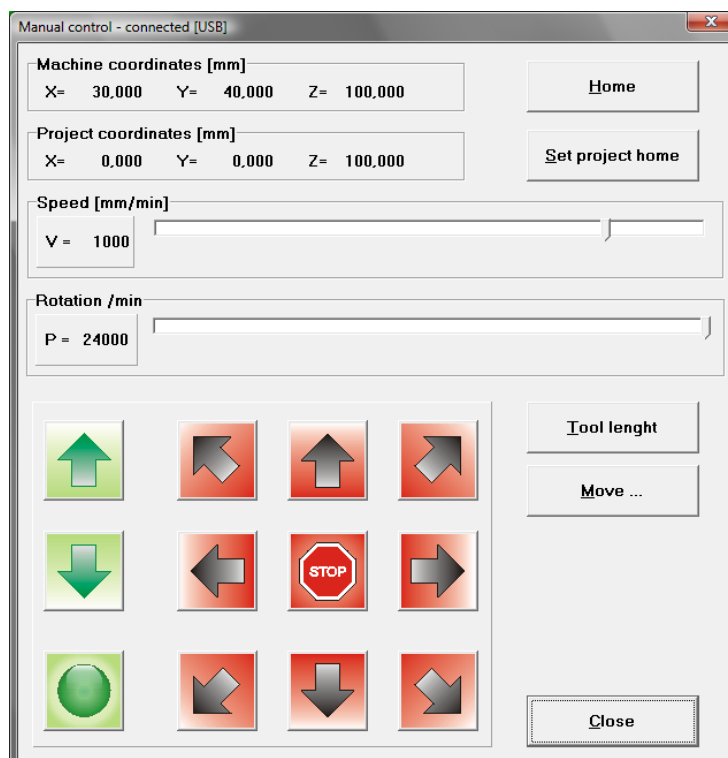 Manual control - connected [USB]
Machine coordinates [mm]
X= 30,000 Y= 40,000 Z= 100,000
Home
Project coordinates [mm]
X= 0,000 Y= 0,000 Z= 100,000
Set project home
Speed [mm/min]
V = 1000
Rotation /min
P = 24000
Tool lenght
Move ...
STOP
Close